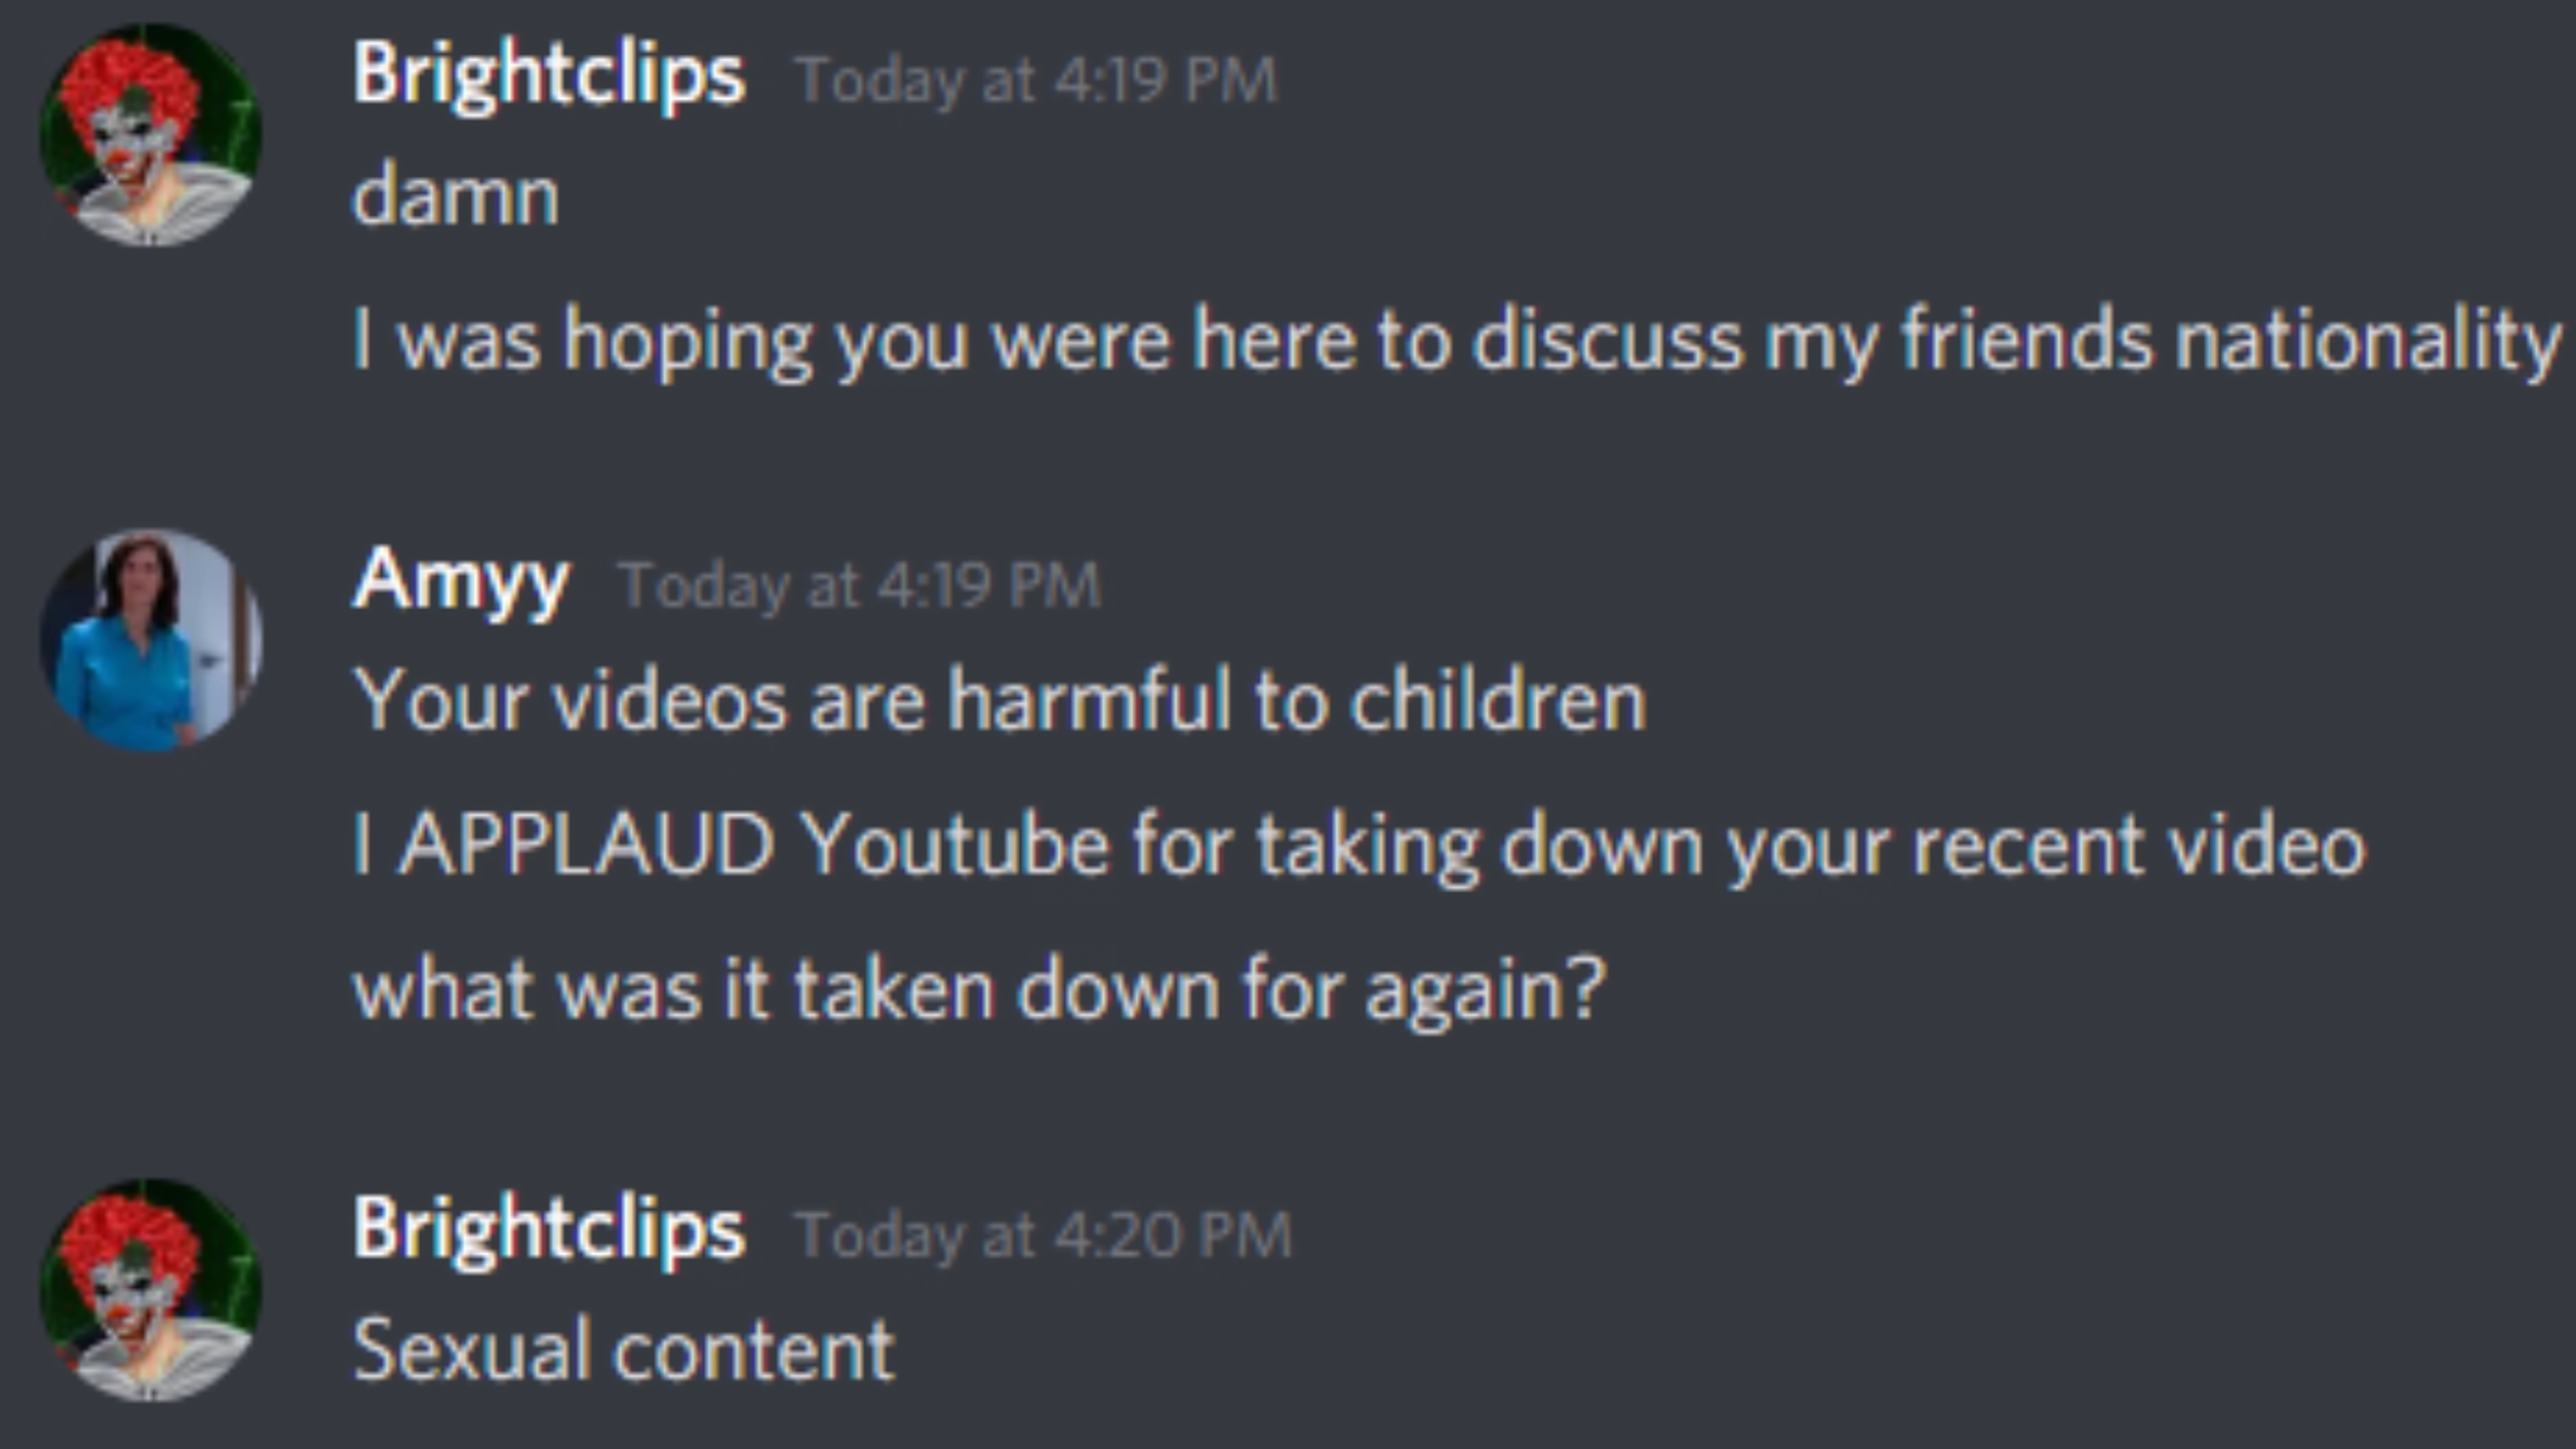 Brightclips Today at 4:19 PM
damn
I was hoping you were here to discuss my friends nationality
Amyy Today at 4:19 PM
Your videos are harmful to children
I APPLAUD Youtube for taking down your recent video
what was it taken down for again?
Brightclips Today at 4:20 PM
Sexual content